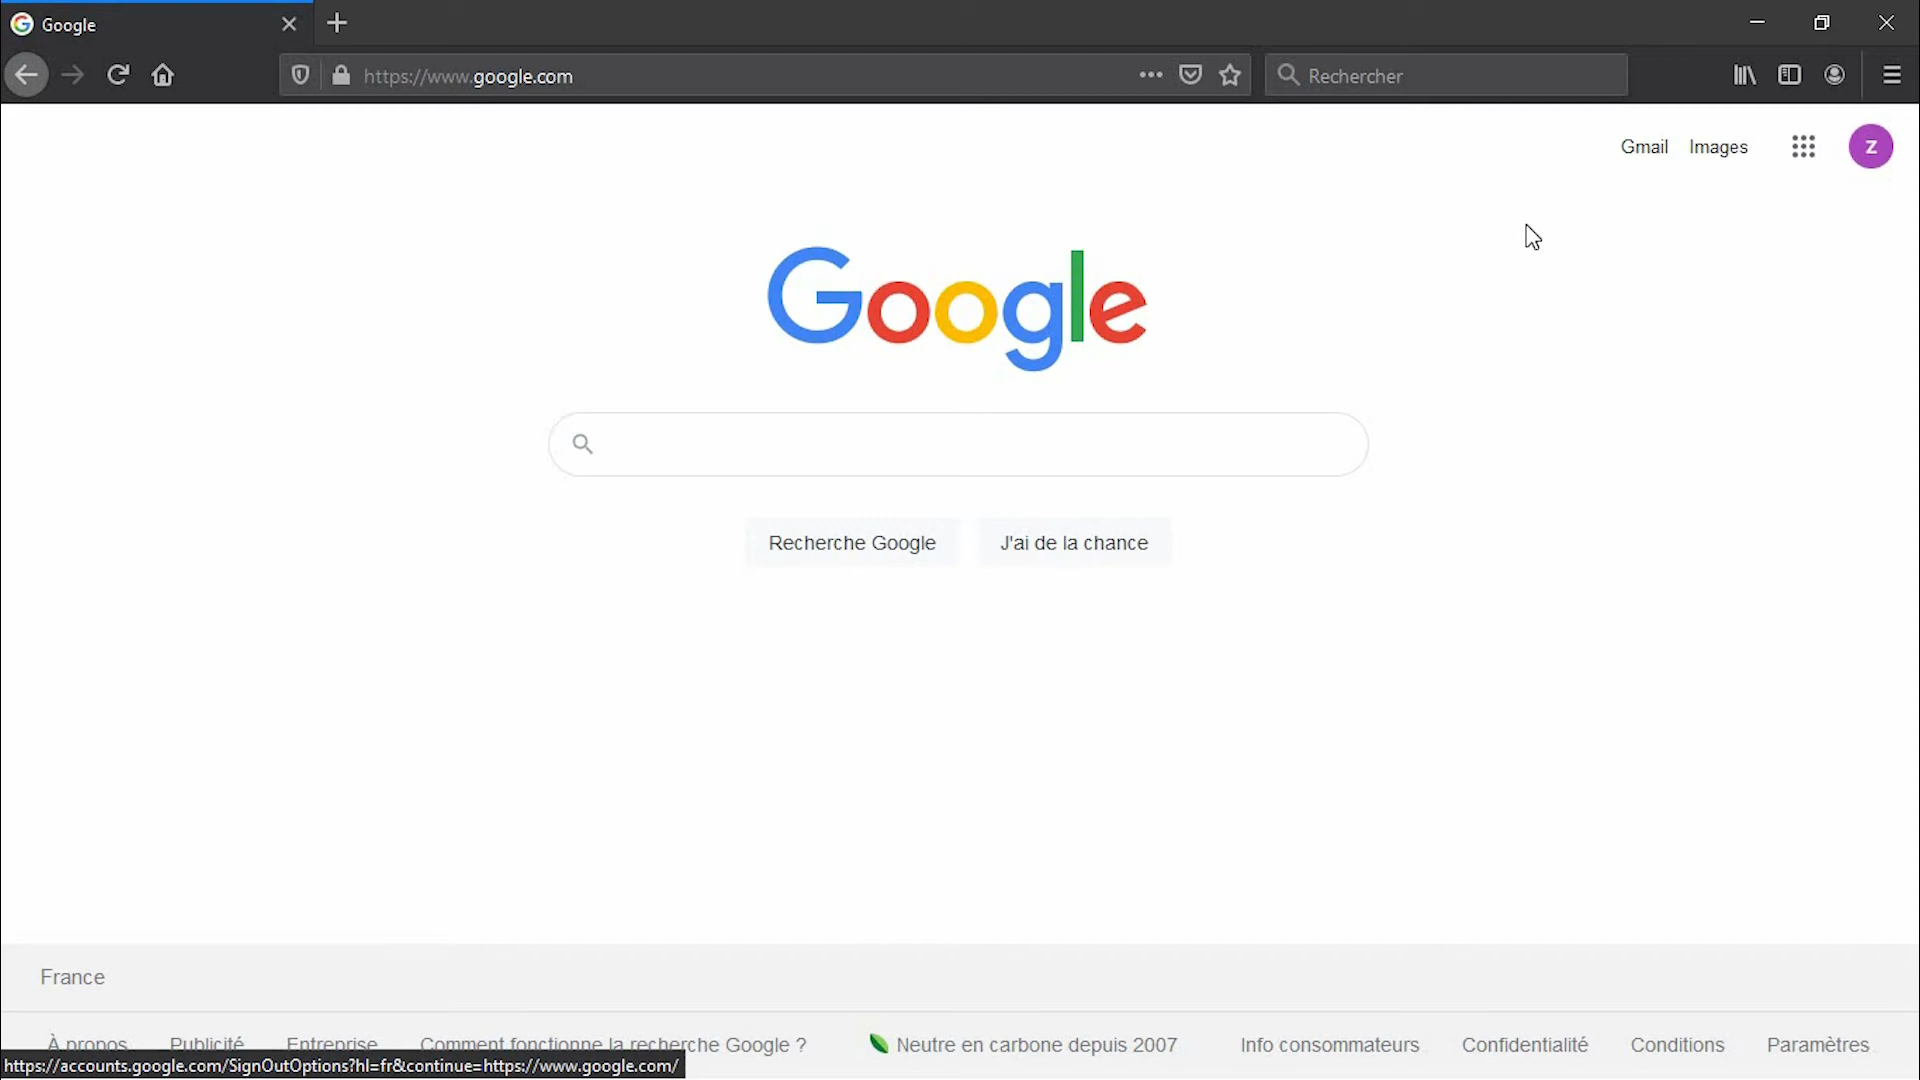 Google
https://www.google.com
Rechercher
Gmail Images
z
Google
Recherche Google J'ai de la chance
France
À propos Publicité Entreprise Comment fonctionne la recherche Google ? Neutre en carbone depuis 2007 Info consommateurs Confidentialité Conditions Paramètres
https://accounts.google.com/SignOutOptions?hl=fr&continue=https://www.google.com/